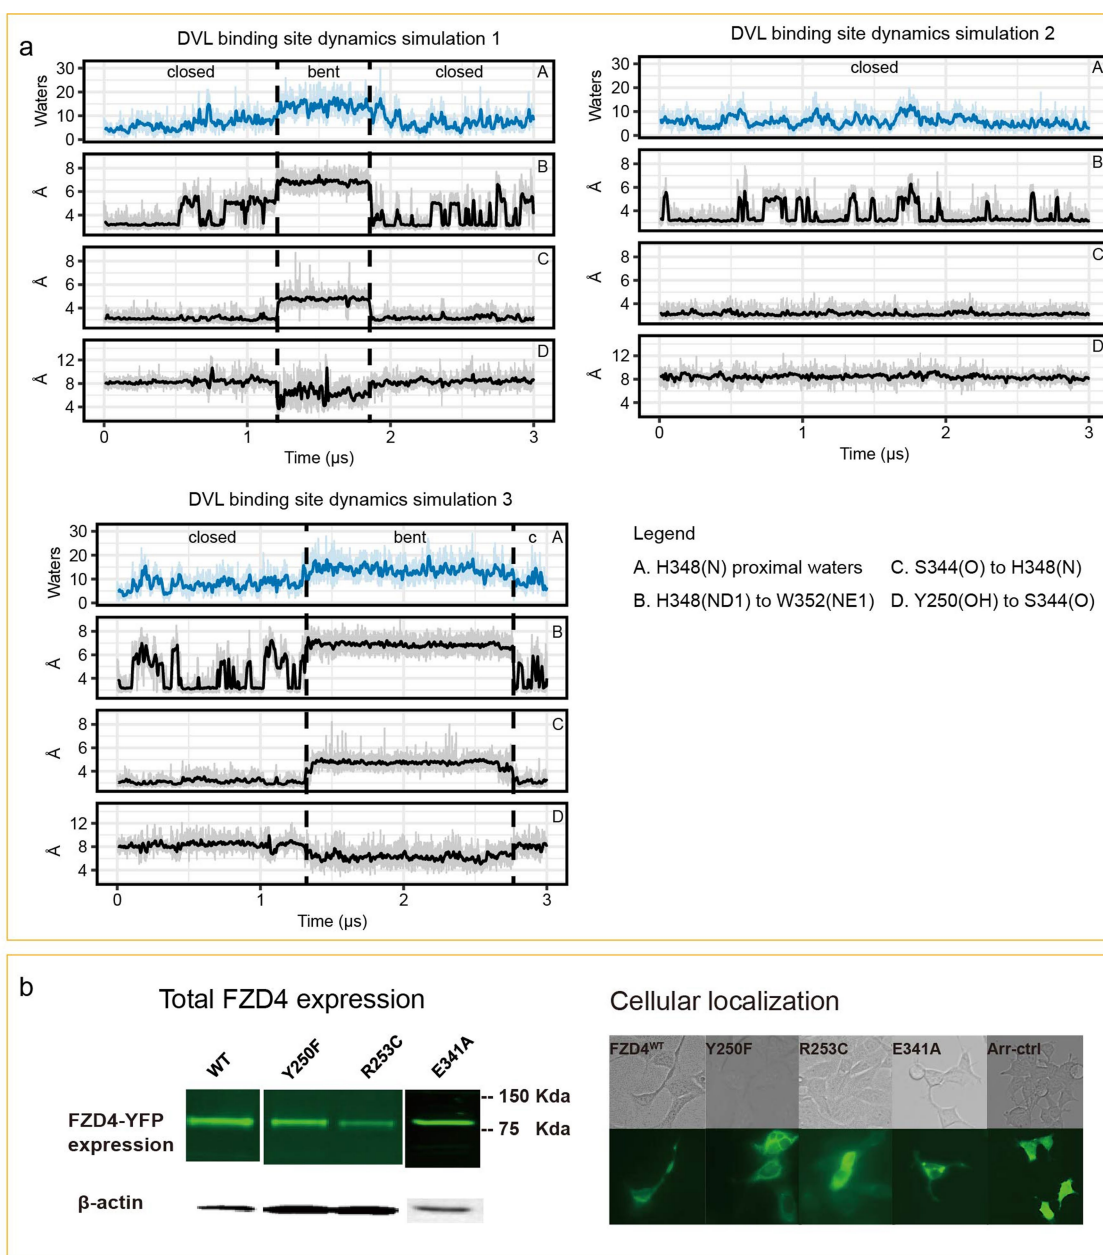 a
DVL binding site dynamics simulation 1
closed bent closed A
Waters
30
20
10
0
B
Å
8
6
4
C
Å
8
6
4
D
Å
12
8
4
0 1 2 3
Time (µs)
DVL binding site dynamics simulation 2
closed A
Waters
30
20
10
0
B
Å
8
6
4
C
Å
8
6
4
D
Å
12
8
4
0 1 2 3
Time (µs)
DVL binding site dynamics simulation 3
closed bent c A
Waters
30
20
10
0
B
Å
8
6
4
C
Å
8
6
4
D
Å
12
8
4
0 1 2 3
Time (µs)
Legend
A. H348(N) proximal waters C. S344(O) to H348(N)
B. H348(ND1) to W352(NE1) D. Y250(OH) to S344(O)
b
Total FZD4 expression
WT Y250F R253C E341A
-- 150 Kda
FZD4-YFP
expression
-- 75 Kda
β-actin
Cellular localization
FZD4WT Y250F R253C E341A Arr-ctrl